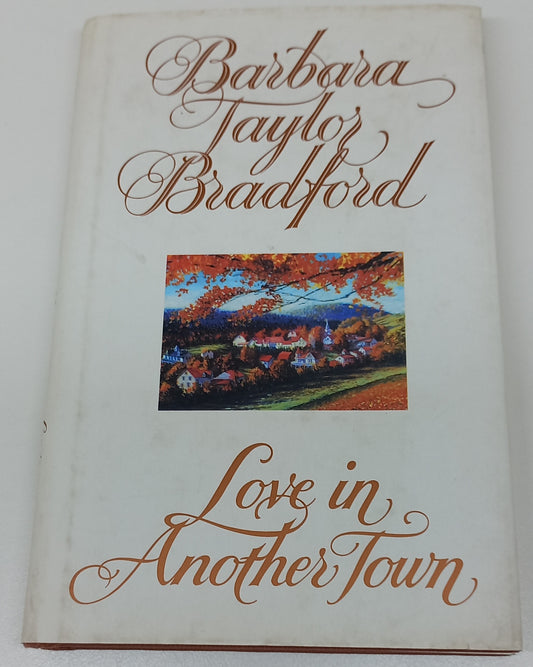 Barbara
Taylor
Bradford
Love in
Another Town